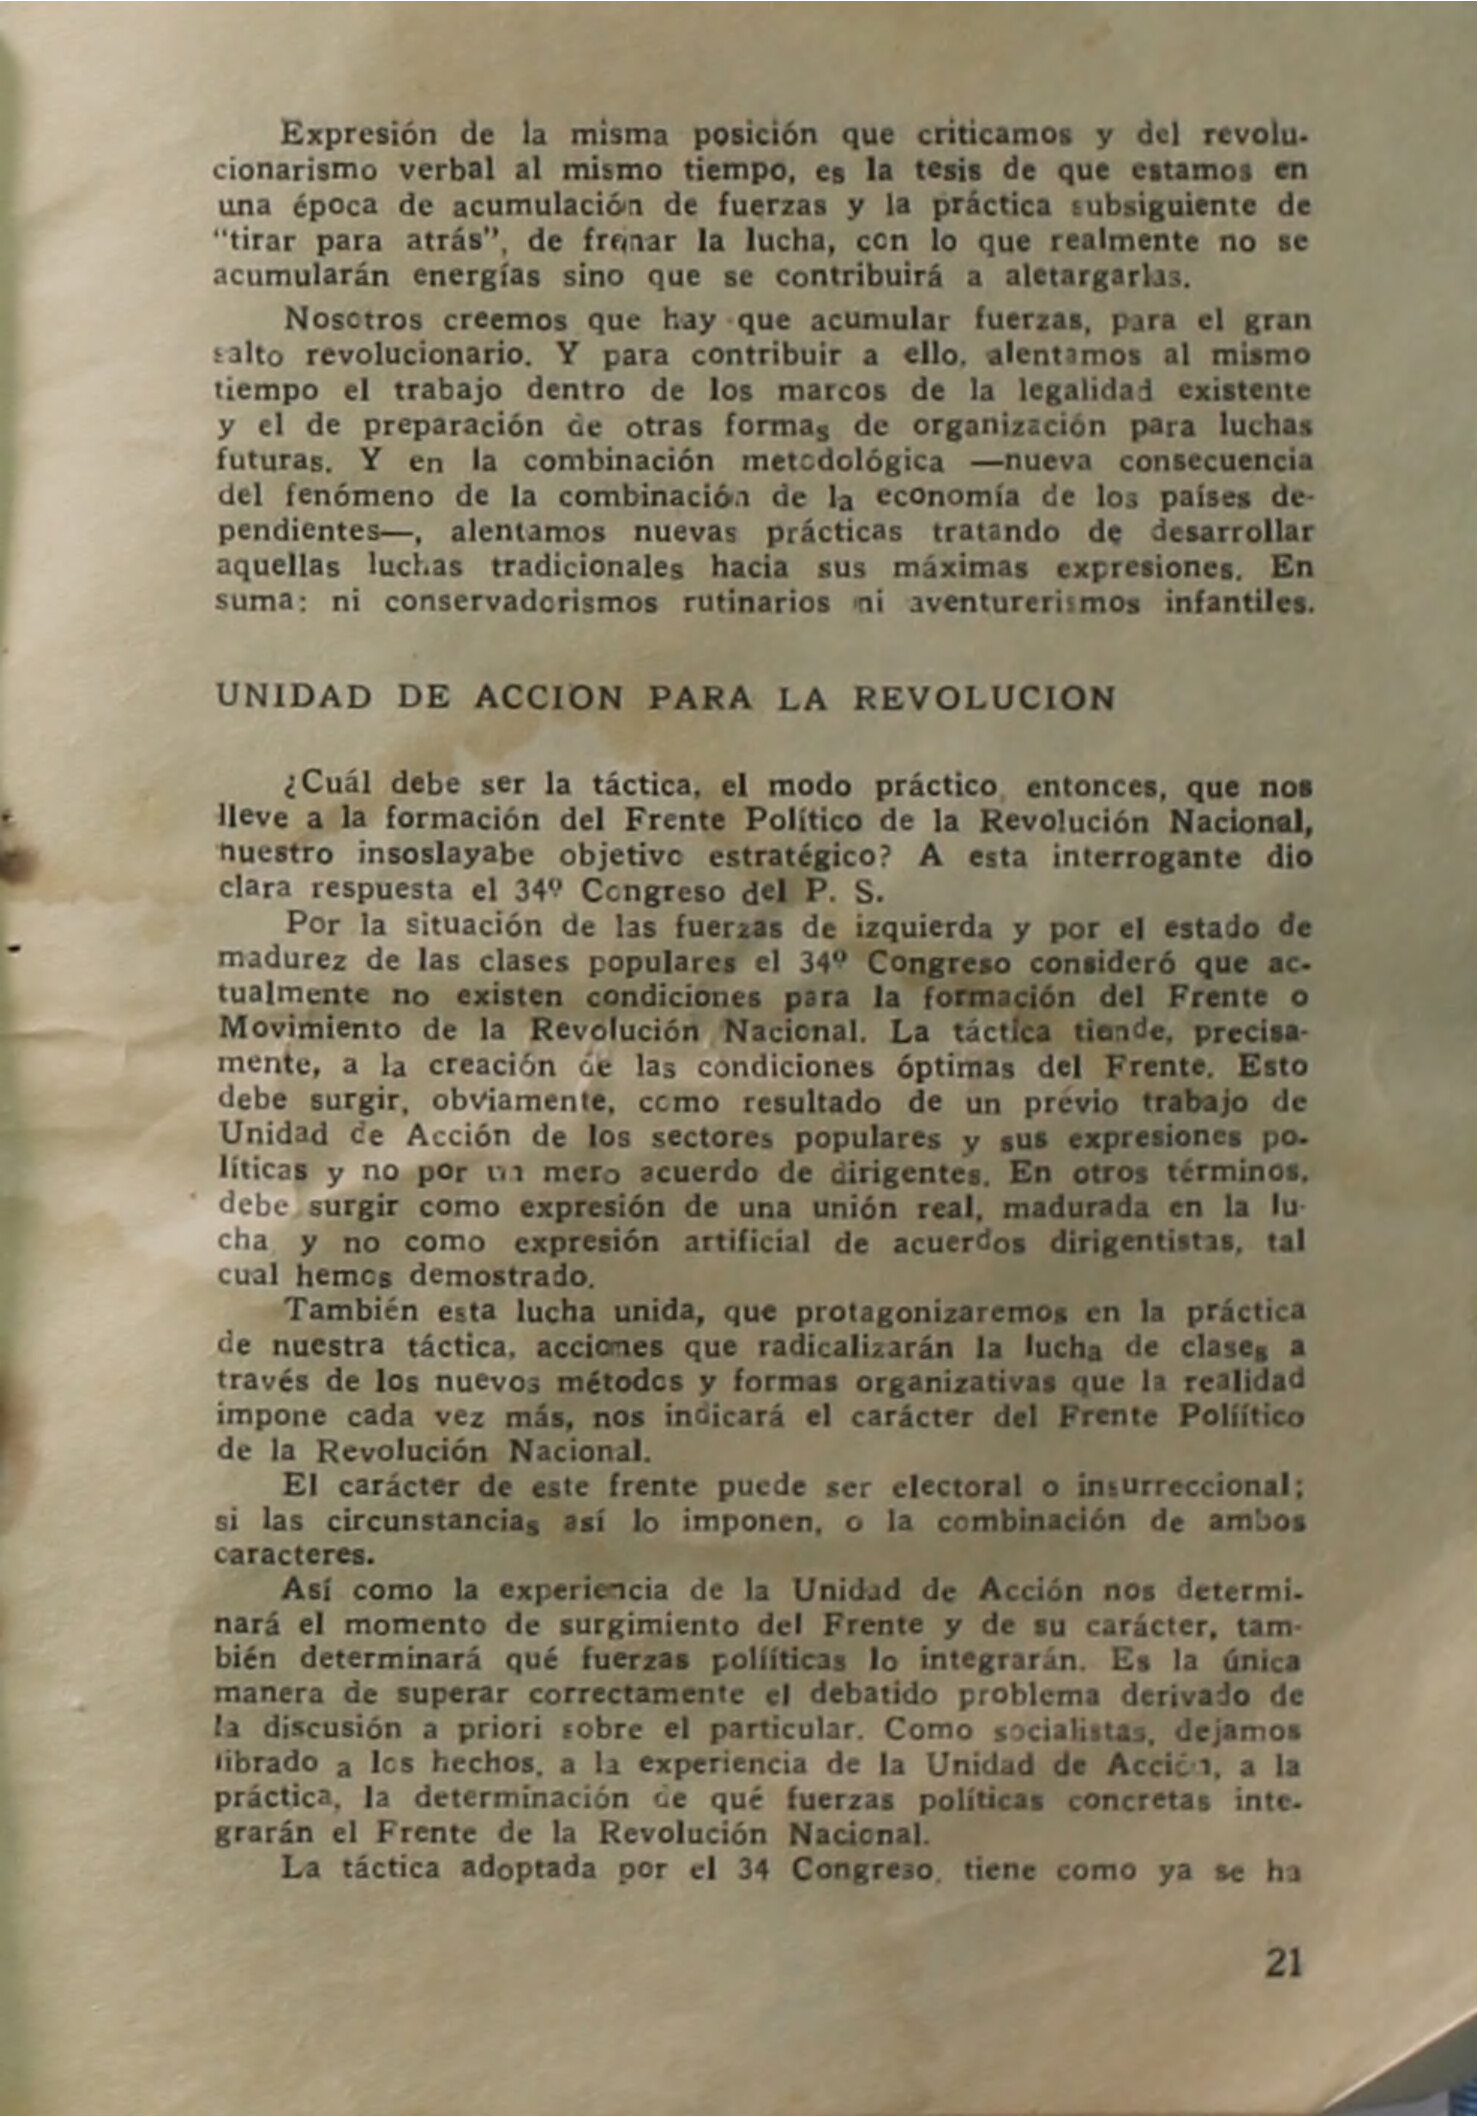 Expresión de la misma posición que criticamos y del revolu-
cionarismo verbal al mismo tiempo, es la tesis de que estamos en
una época de acumulación de fuerzas y la práctica subsiguiente de
“tirar para atrás”, de frenar la lucha, con lo que realmente no se
acumularán energías sino que se contribuirá a aletargarlas.
Nosotros creemos que hay que acumular fuerzas, para el gran
salto revolucionario. Y para contribuir a ello, alentamos al mismo
tiempo el trabajo dentro de los marcos de la legalidad existente
y el de preparación de otras formas de organización para luchas
futuras. Y en la combinación metodológica —nueva consecuencia
del fenómeno de la combinación de la economía de los países de-
pendientes—, alentamos nuevas prácticas tratando de desarrollar
aquellas luchas tradicionales hacia sus máximas expresiones. En
suma: ni conservadorismos rutinarios ni aventurerismos infantiles.
UNIDAD DE ACCION PARA LA REVOLUCION
¿Cuál debe ser la táctica, el modo práctico, entonces, que nos
lleve a la formación del Frente Político de la Revolución Nacional,
nuestro insoslayabe objetivo estratégico? A esta interrogante dio
clara respuesta el 34º Congreso del P. S.
Por la situación de las fuerzas de izquierda y por el estado de
madurez de las clases populares el 34º Congreso consideró que ac-
tualmente no existen condiciones para la formación del Frente o
Movimiento de la Revolución Nacional. La táctica tiende, precisa-
mente, a la creación de las condiciones óptimas del Frente. Esto
debe surgir, obviamente, como resultado de un previo trabajo de
Unidad de Acción de los sectores populares y sus expresiones po-
líticas y no por un mero acuerdo de dirigentes. En otros términos,
debe surgir como expresión de una unión real, madurada en la lu-
cha y no como expresión artificial de acuerdos dirigentistas, tal
cual hemos demostrado.
También esta lucha unida, que protagonizaremos en la práctica
de nuestra táctica, acciones que radicalizarán la lucha de clases a
través de los nuevos métodos y formas organizativas que la realidad
impone cada vez más, nos indicará el carácter del Frente Poliítico
de la Revolución Nacional.
El carácter de este frente puede ser electoral o insurreccional;
si las circunstancias así lo imponen, o la combinación de ambos
caracteres.
Así como la experiencia de la Unidad de Acción nos determi-
nará el momento de surgimiento del Frente y de su carácter, tam-
bién determinará qué fuerzas poliíticas lo integrarán. Es la única
manera de superar correctamente el debatido problema derivado de
la discusión a priori sobre el particular. Como socialistas, dejamos
librado a los hechos, a la experiencia de la Unidad de Acción, a la
práctica, la determinación de qué fuerzas políticas concretas inte-
grarán el Frente de la Revolución Nacional.
La táctica adoptada por el 34 Congreso, tiene como ya se ha
21